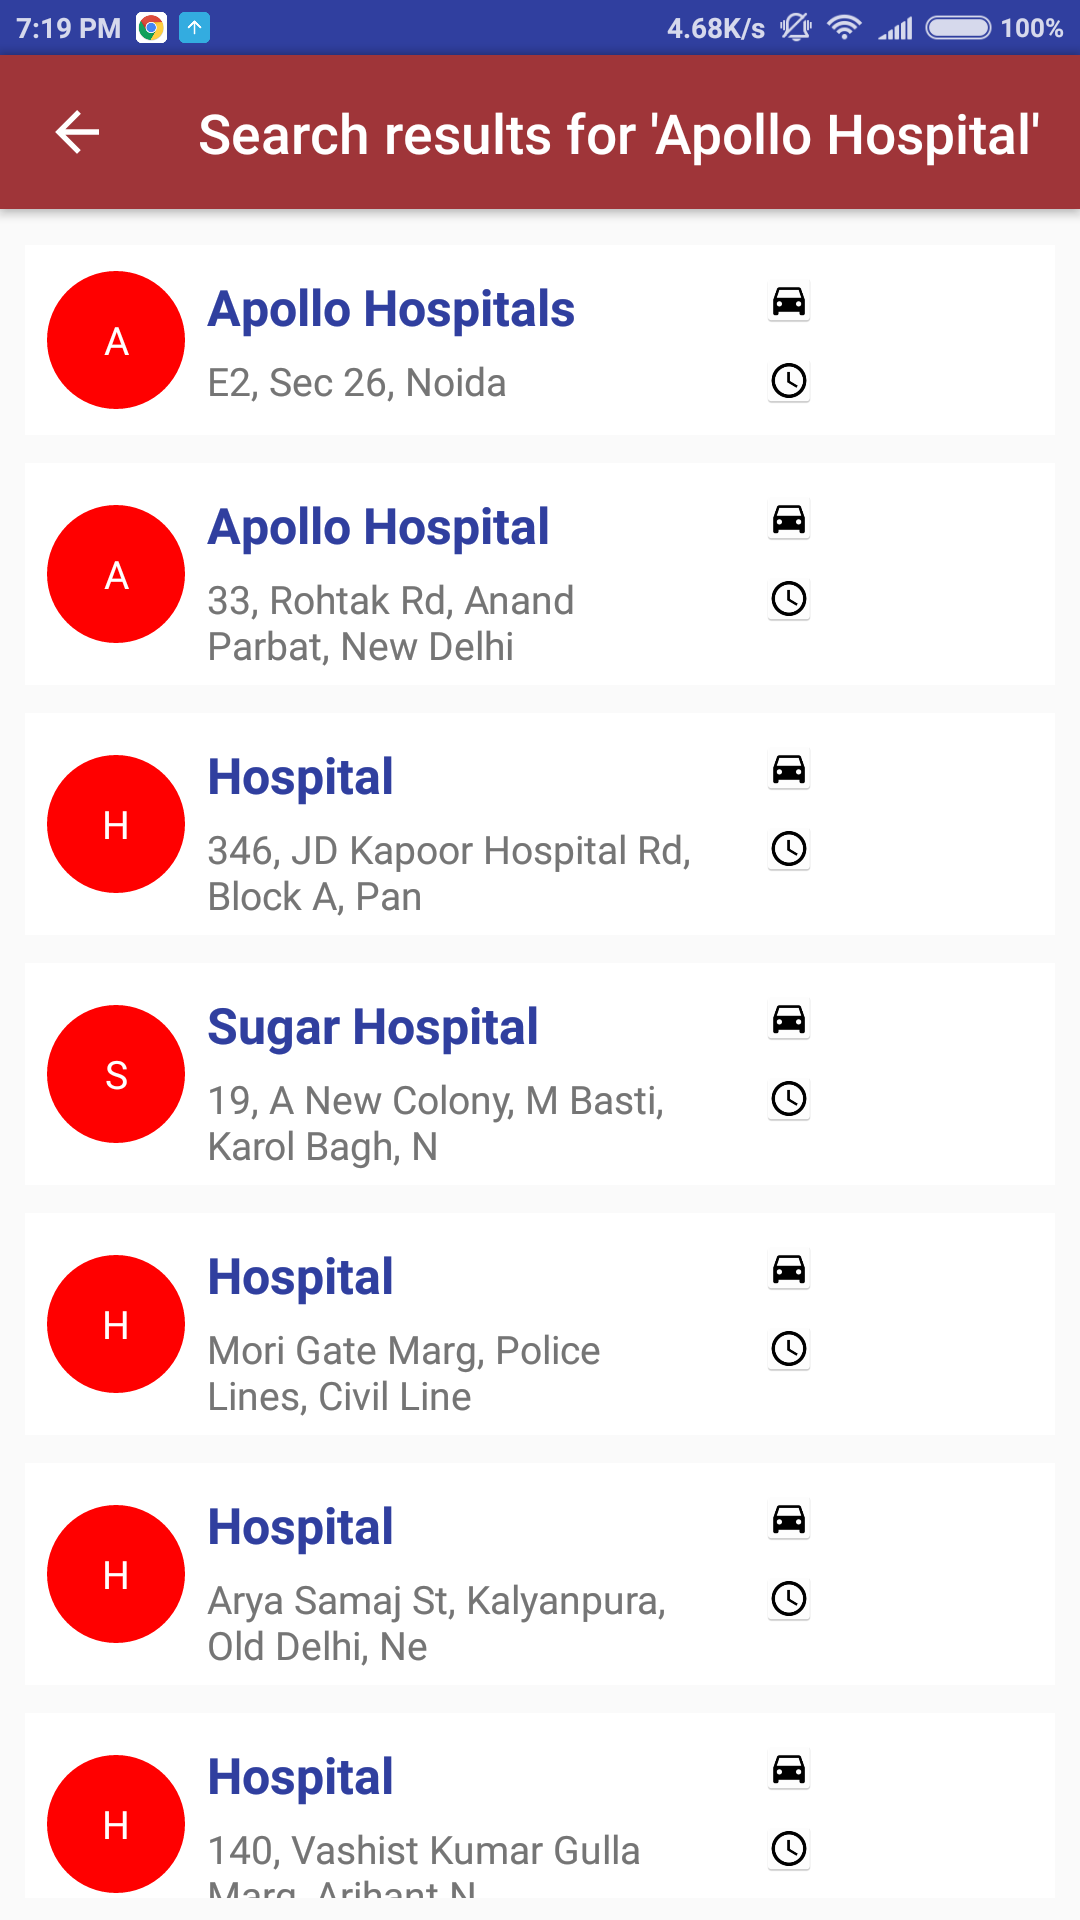 7:19 PM 4.68K/s 100%
Search results for 'Apollo Hospital'
A
Apollo Hospitals
E2, Sec 26, Noida
A
Apollo Hospital
33, Rohtak Rd, Anand
Parbat, New Delhi
H
Hospital
346, JD Kapoor Hospital Rd,
Block A, Pan
S
Sugar Hospital
19, A New Colony, M Basti,
Karol Bagh, N
H
Hospital
Mori Gate Marg, Police
Lines, Civil Line
H
Hospital
Arya Samaj St, Kalyanpura,
Old Delhi, Ne
H
Hospital
140, Vashist Kumar Gulla
Marg, Arihant N